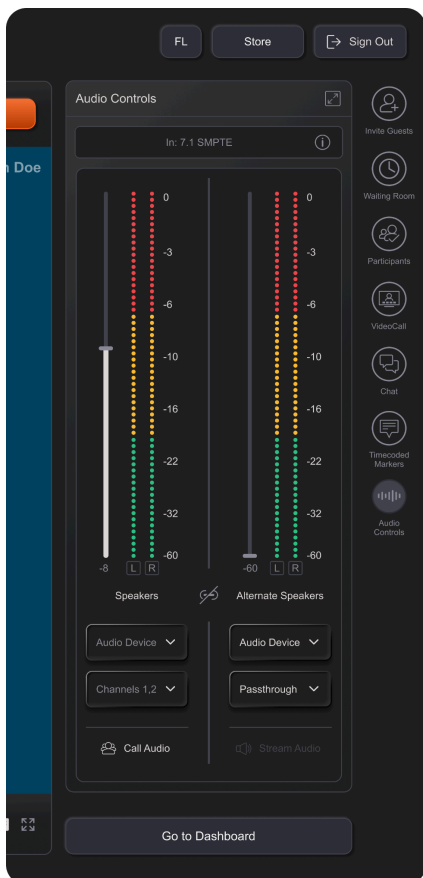 FL
Store
Sign Out
Audio Controls
In: 7.1 SMPTE
Invite Guests
n Doe
Waiting Room
Participants
VideoCall
Chat
Timecoded
Markers
Audio
Controls
0
-3
-6
-10
-16
-22
-32
-60
-8
L R
0
-3
-6
-10
-16
-22
-32
-60
-60
L R
Speakers
Alternate Speakers
Audio Device
Audio Device
Channels 1,2
Passthrough
Call Audio
Stream Audio
Go to Dashboard